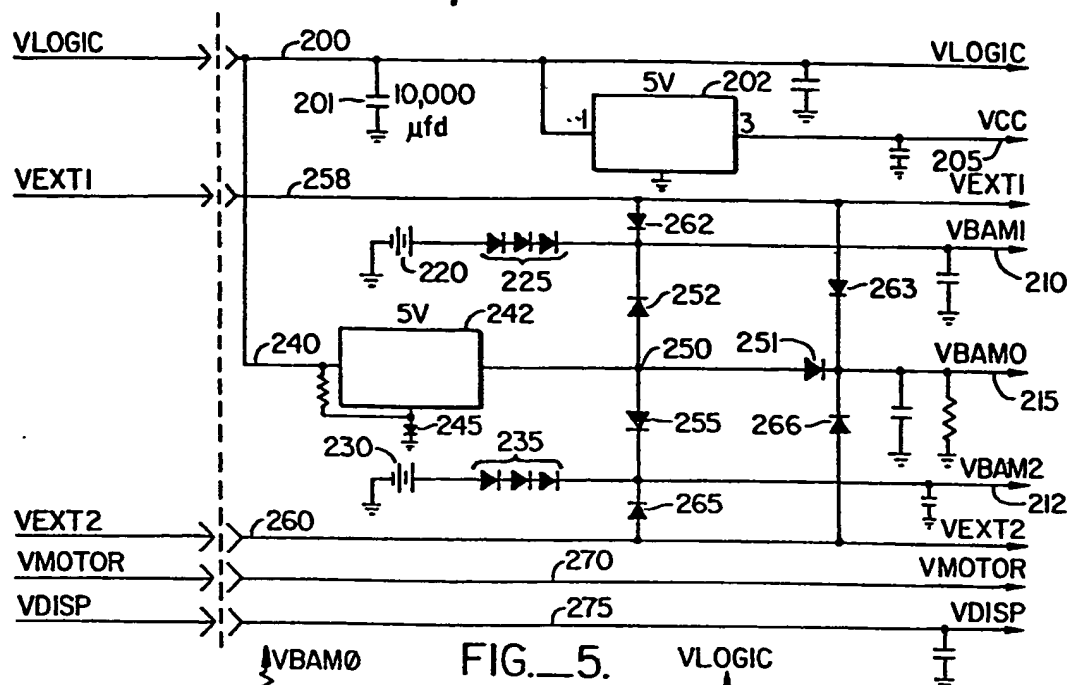 VLOGIC 200 VLOGIC
201 10,000 µfd
5V 202
1 3
VCC
205
VEXT1 258 VEXT1
262
VBAM1
220 225 210
252 263
5V 242
240 250 251 VBAMØ
215
245 255 266
230 235
VBAM2
265 212
VEXT2 260 VEXT2
VMOTOR 270 VMOTOR
VDISP 275 VDISP
VBAMØ FIG._5. VLOGIC